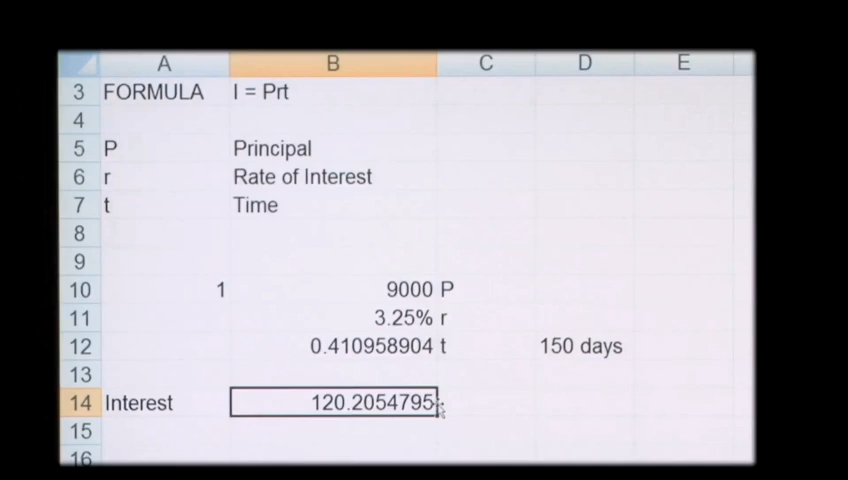 A B C D E
3 FORMULA I = Prt
4
5 P Principal
6 r Rate of Interest
7 t Time
8
9
10 1 9000 P
11 3.25% r
12 0.410958904 t 150 days
13
14 Interest 120.2054795
15
16